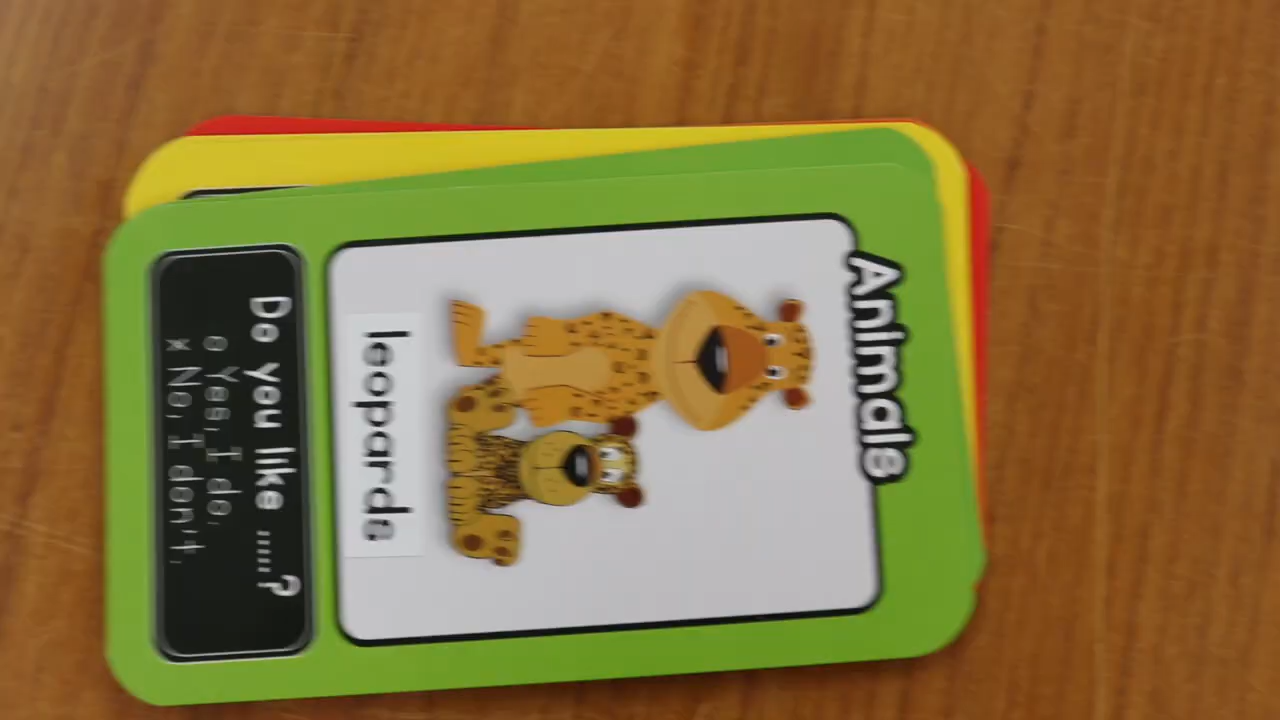 Animals
leopards
Do you like .....?
o Yes, I do.
x No, I don't.